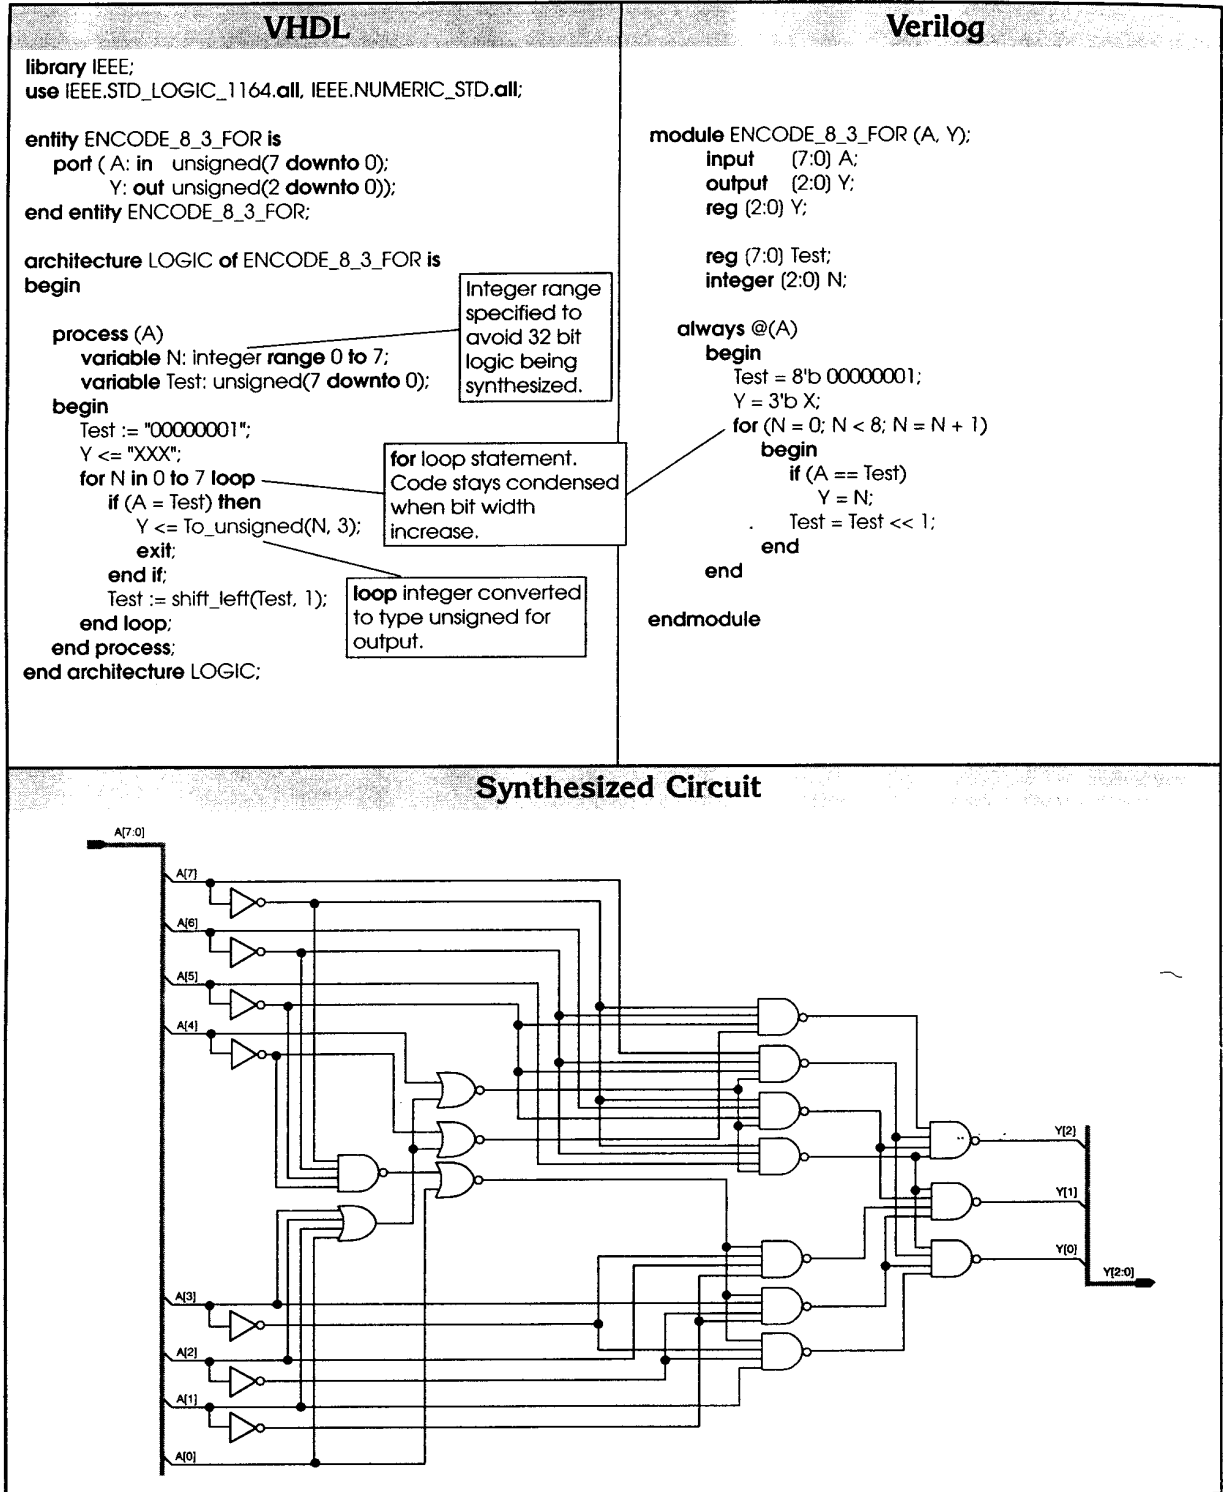 VHDL
library IEEE;
use IEEE.STD_LOGIC_1164.all, IEEE.NUMERIC_STD.all;
entity ENCODE_8_3_FOR is
port ( A: in unsigned(7 downto 0);
Y: out unsigned(2 downto 0));
end entity ENCODE_8_3_FOR;
architecture LOGIC of ENCODE_8_3_FOR is
begin
process (A)
variable N: integer range 0 to 7;
variable Test: unsigned(7 downto 0);
begin
Test := "00000001";
Y <= "XXX";
for N in 0 to 7 loop
if (A = Test) then
Y <= To_unsigned(N, 3);
exit;
end if;
Test := shift_left(Test, 1);
end loop;
end process;
end architecture LOGIC;
Integer range
specified to
avoid 32 bit
logic being
synthesized.
for loop statement.
Code stays condensed
when bit width
increase.
loop integer converted
to type unsigned for
output.
Verilog
module ENCODE_8_3_FOR (A, Y);
input (7:0) A;
output (2:0) Y;
reg (2:0) Y;
reg (7:0) Test;
integer (2:0) N;
always @(A)
begin
Test = 8'b 00000001;
Y = 3'b X;
for (N = 0; N < 8; N = N + 1)
begin
if (A == Test)
Y = N;
Test = Test << 1;
end
end
endmodule
Synthesized Circuit
A[7:0]
A[7]
A[6]
A[5]
A[4]
A[3]
A[2]
A[1]
A[0]
Y[2]
Y[1]
Y[0]
Y[2:0]